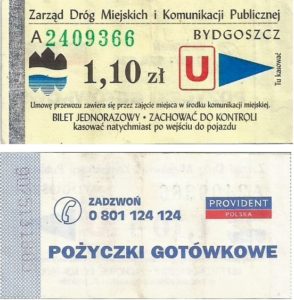 Zarząd Dróg Miejskich i Komunikacji Publicznej
A 2409366 BYDGOSZCZ
1,10 zł
U
Tu kasować
Umowę przewozu zawiera się przez zajęcie miejsca w środku komunikacji miejskiej.
BILET JEDNORAZOWY • ZACHOWAĆ DO KONTROLI
kasować natychmiast po wejściu do pojazdu
ZADZWOŃ
0 801 124 124
PROVIDENT
POLSKA
POŻYCZKI GOTÓWKOWE